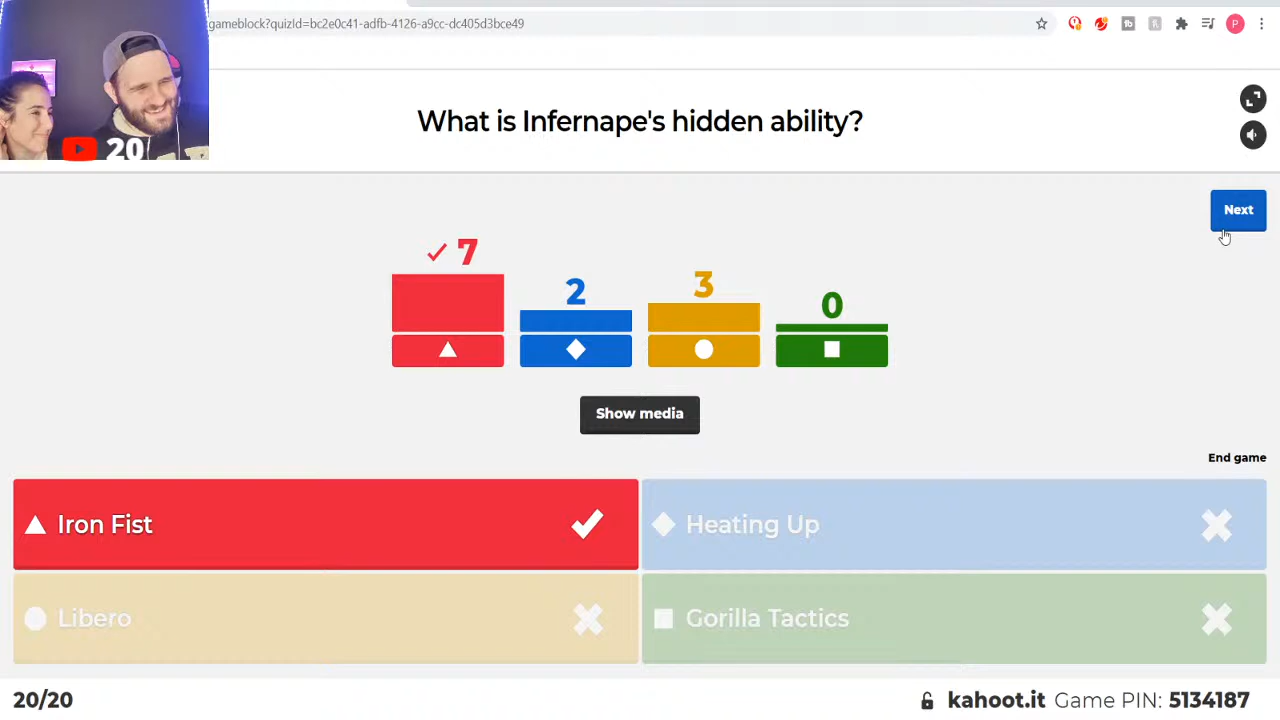 gameblock?quizId=bc2e0c41-adfb-4126-a9cc-dc405d3bce49
20
What is Infernape's hidden ability?
Next
7
2
3
0
Show media
End game
Iron Fist
Heating Up
Libero
Gorilla Tactics
20/20
kahoot.it Game PIN: 5134187